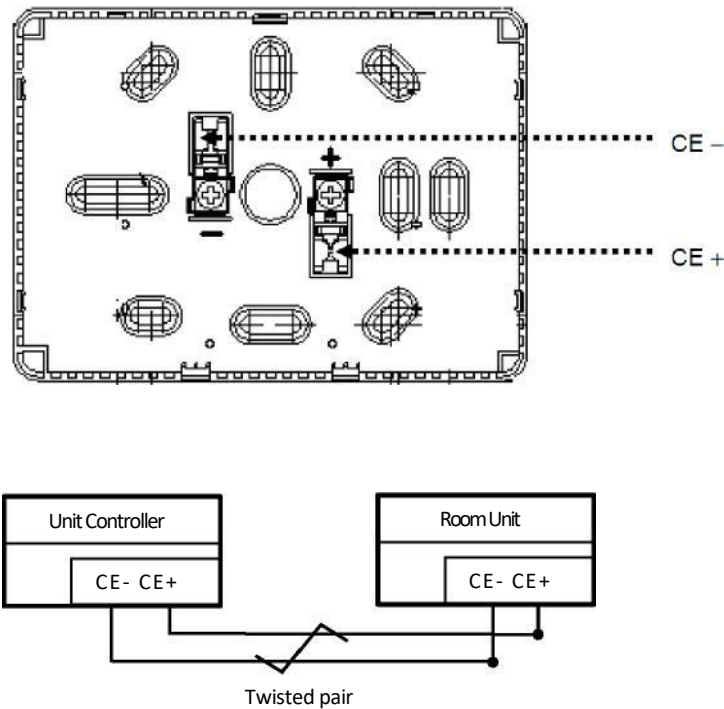 CE –
+
–
CE +
Unit Controller
Room Unit
CE- CE+
CE- CE+
Twisted pair